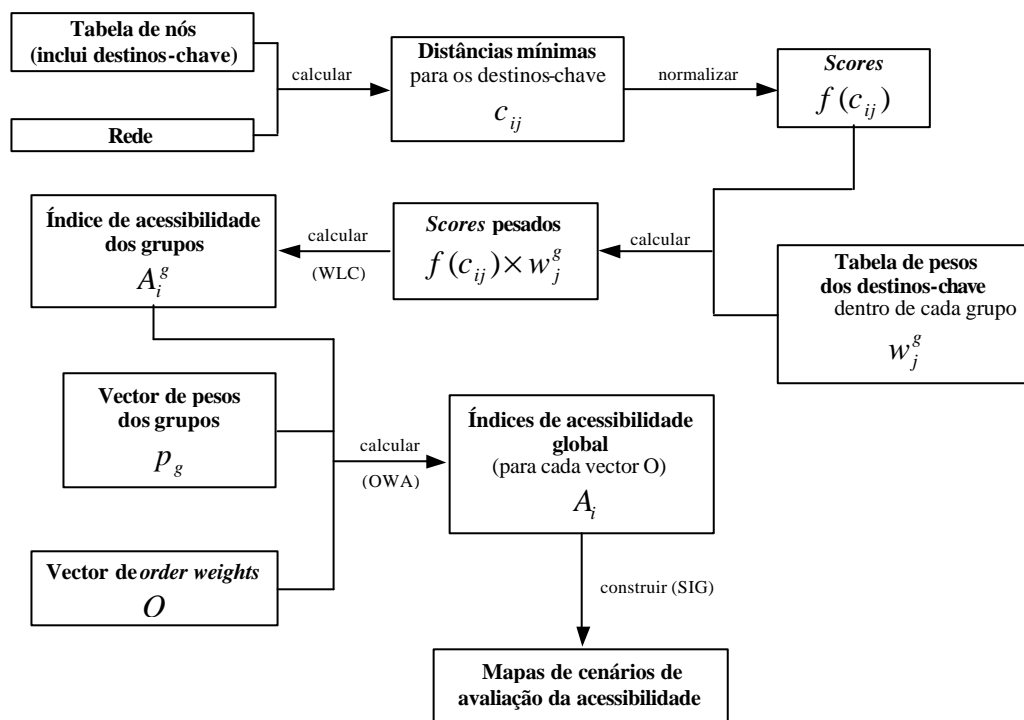 Tabela de nós
(inclui destinos-chave)
Rede
calcular
Distâncias mínimas
para os destinos-chave
c_ij
normalizar
Scores
f(c_ij)
Índice de acessibilidade
dos grupos
A_i^g
calcular
(WLC)
Scores pesados
f(c_ij) × w_j^g
calcular
Tabela de pesos
dos destinos-chave
dentro de cada grupo
w_j^g
Vector de pesos
dos grupos
p_g
calcular
(OWA)
Índices de acessibilidade
global
(para cada vector O)
A_i
Vector de order weights
O
construir (SIG)
Mapas de cenários de
avaliação da acessibilidade